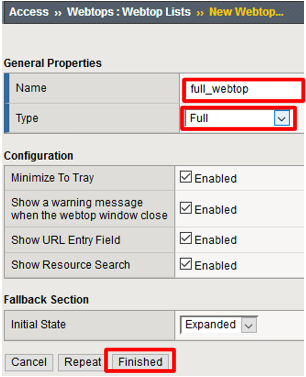 Access ›› Webtops : Webtop Lists ›› New Webtop...
General Properties
Name full_webtop
Type Full
Configuration
Minimize To Tray Enabled
Show a warning message
when the webtop window close Enabled
Show URL Entry Field Enabled
Show Resource Search Enabled
Fallback Section
Initial State Expanded
Cancel Repeat Finished